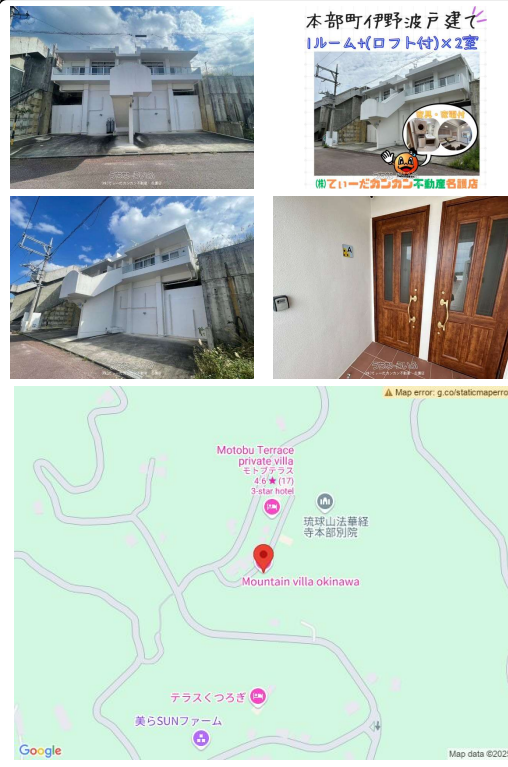 本部町伊野波戸建て
1ルーム+(ロフト付)×2室
家具・家電付
㈱てぃーだカンカン不動産名護店
A
Map error: g.co/staticmaperro
Motobu Terrace
private villa
モトブテラス
4.6★(17)
3-star hotel
琉球山法華経
寺本部別院
Mountain villa okinawa
テラスくつろぎ
美らSUNファーム
Google
Map data ©2025